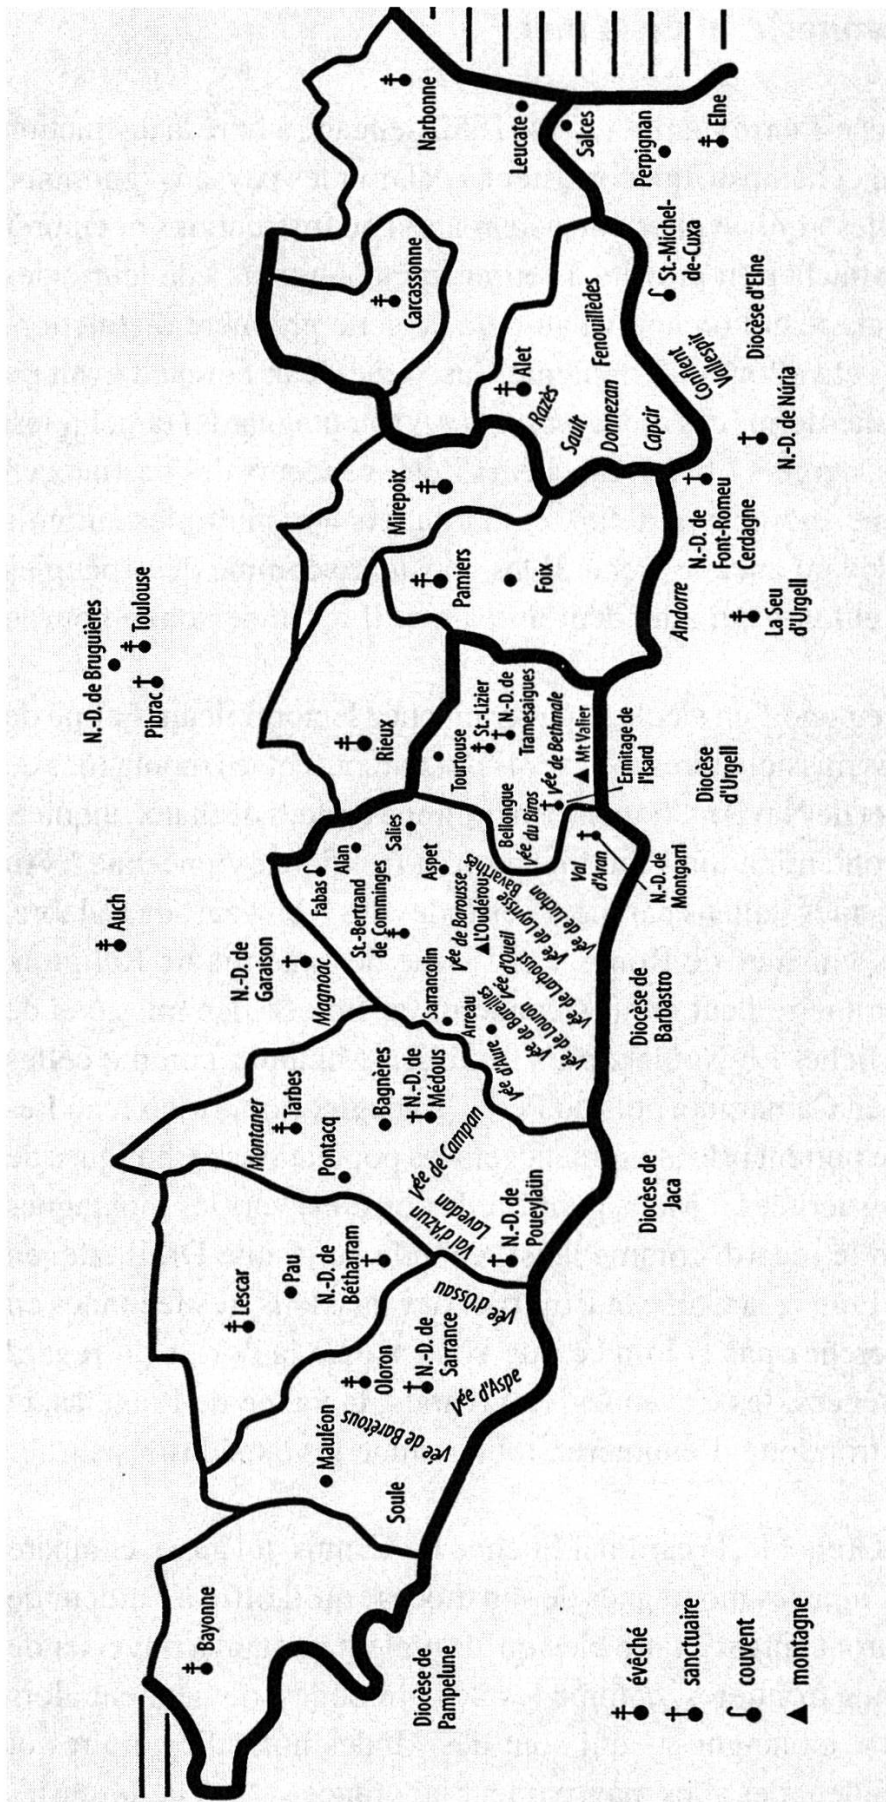 N.-D. de Bruguières
Toulouse
Pibrac
Auch
N.-D. de
Garaison
Magnoac
Montaner
Tarbes
Pontacq
Bagnères
N.-D. de
Médous
Lescar
Pau
N.-D. de
Bétharram
Bayonne
Mauléon
Soule
Oloron
N.-D. de
Sarrance
Vée de Barétous
Vée d'Aspe
Vée d'Ossau
Val d'Azun
Lavedan
Vée de Campan
N.-D. de
Poueylaün
Fabas
Alan
Salies
St.-Bertrand
de Comminges
Aspet
Sarrancolin
Arreau
Vée de Barousse
L'Oudérou
Vée d'Aure
Vée de Bareilles
Vée de Louron
Vée d'Oueil
Vée de Larboust
Vée de Luchon
Rieux
Tourtouse
St.-Lizier
N.-D. de
Tramesaigues
Bellongue
Vée du Biros
Vée de Bethmale
Mt Valier
Ermitage de
l'Isard
Val
d'Aran
N.-D. de
Montgarri
Mirepoix
Pamiers
Foix
Carcassonne
Narbonne
Leucate
Salces
Perpignan
Elne
Alet
Razès
Sault
Donnezan
Fenouillèdes
Capcir
Conflent
Vallespir
St.-Michel-
de-Cuxa
Diocèse d'Elne
N.-D. de Núria
N.-D. de
Font-Romeu
Cerdagne
Andorre
La Seu
d'Urgell
Diocèse
d'Urgell
Diocèse de
Barbastro
Diocèse de
Jaca
Diocèse de
Pampelune
évêché
sanctuaire
couvent
montagne